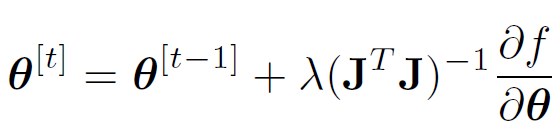 𝜽^{[t]} = 𝜽^{[t−1]} + λ(𝐉^T 𝐉)^{−1} ∂f/∂𝜽